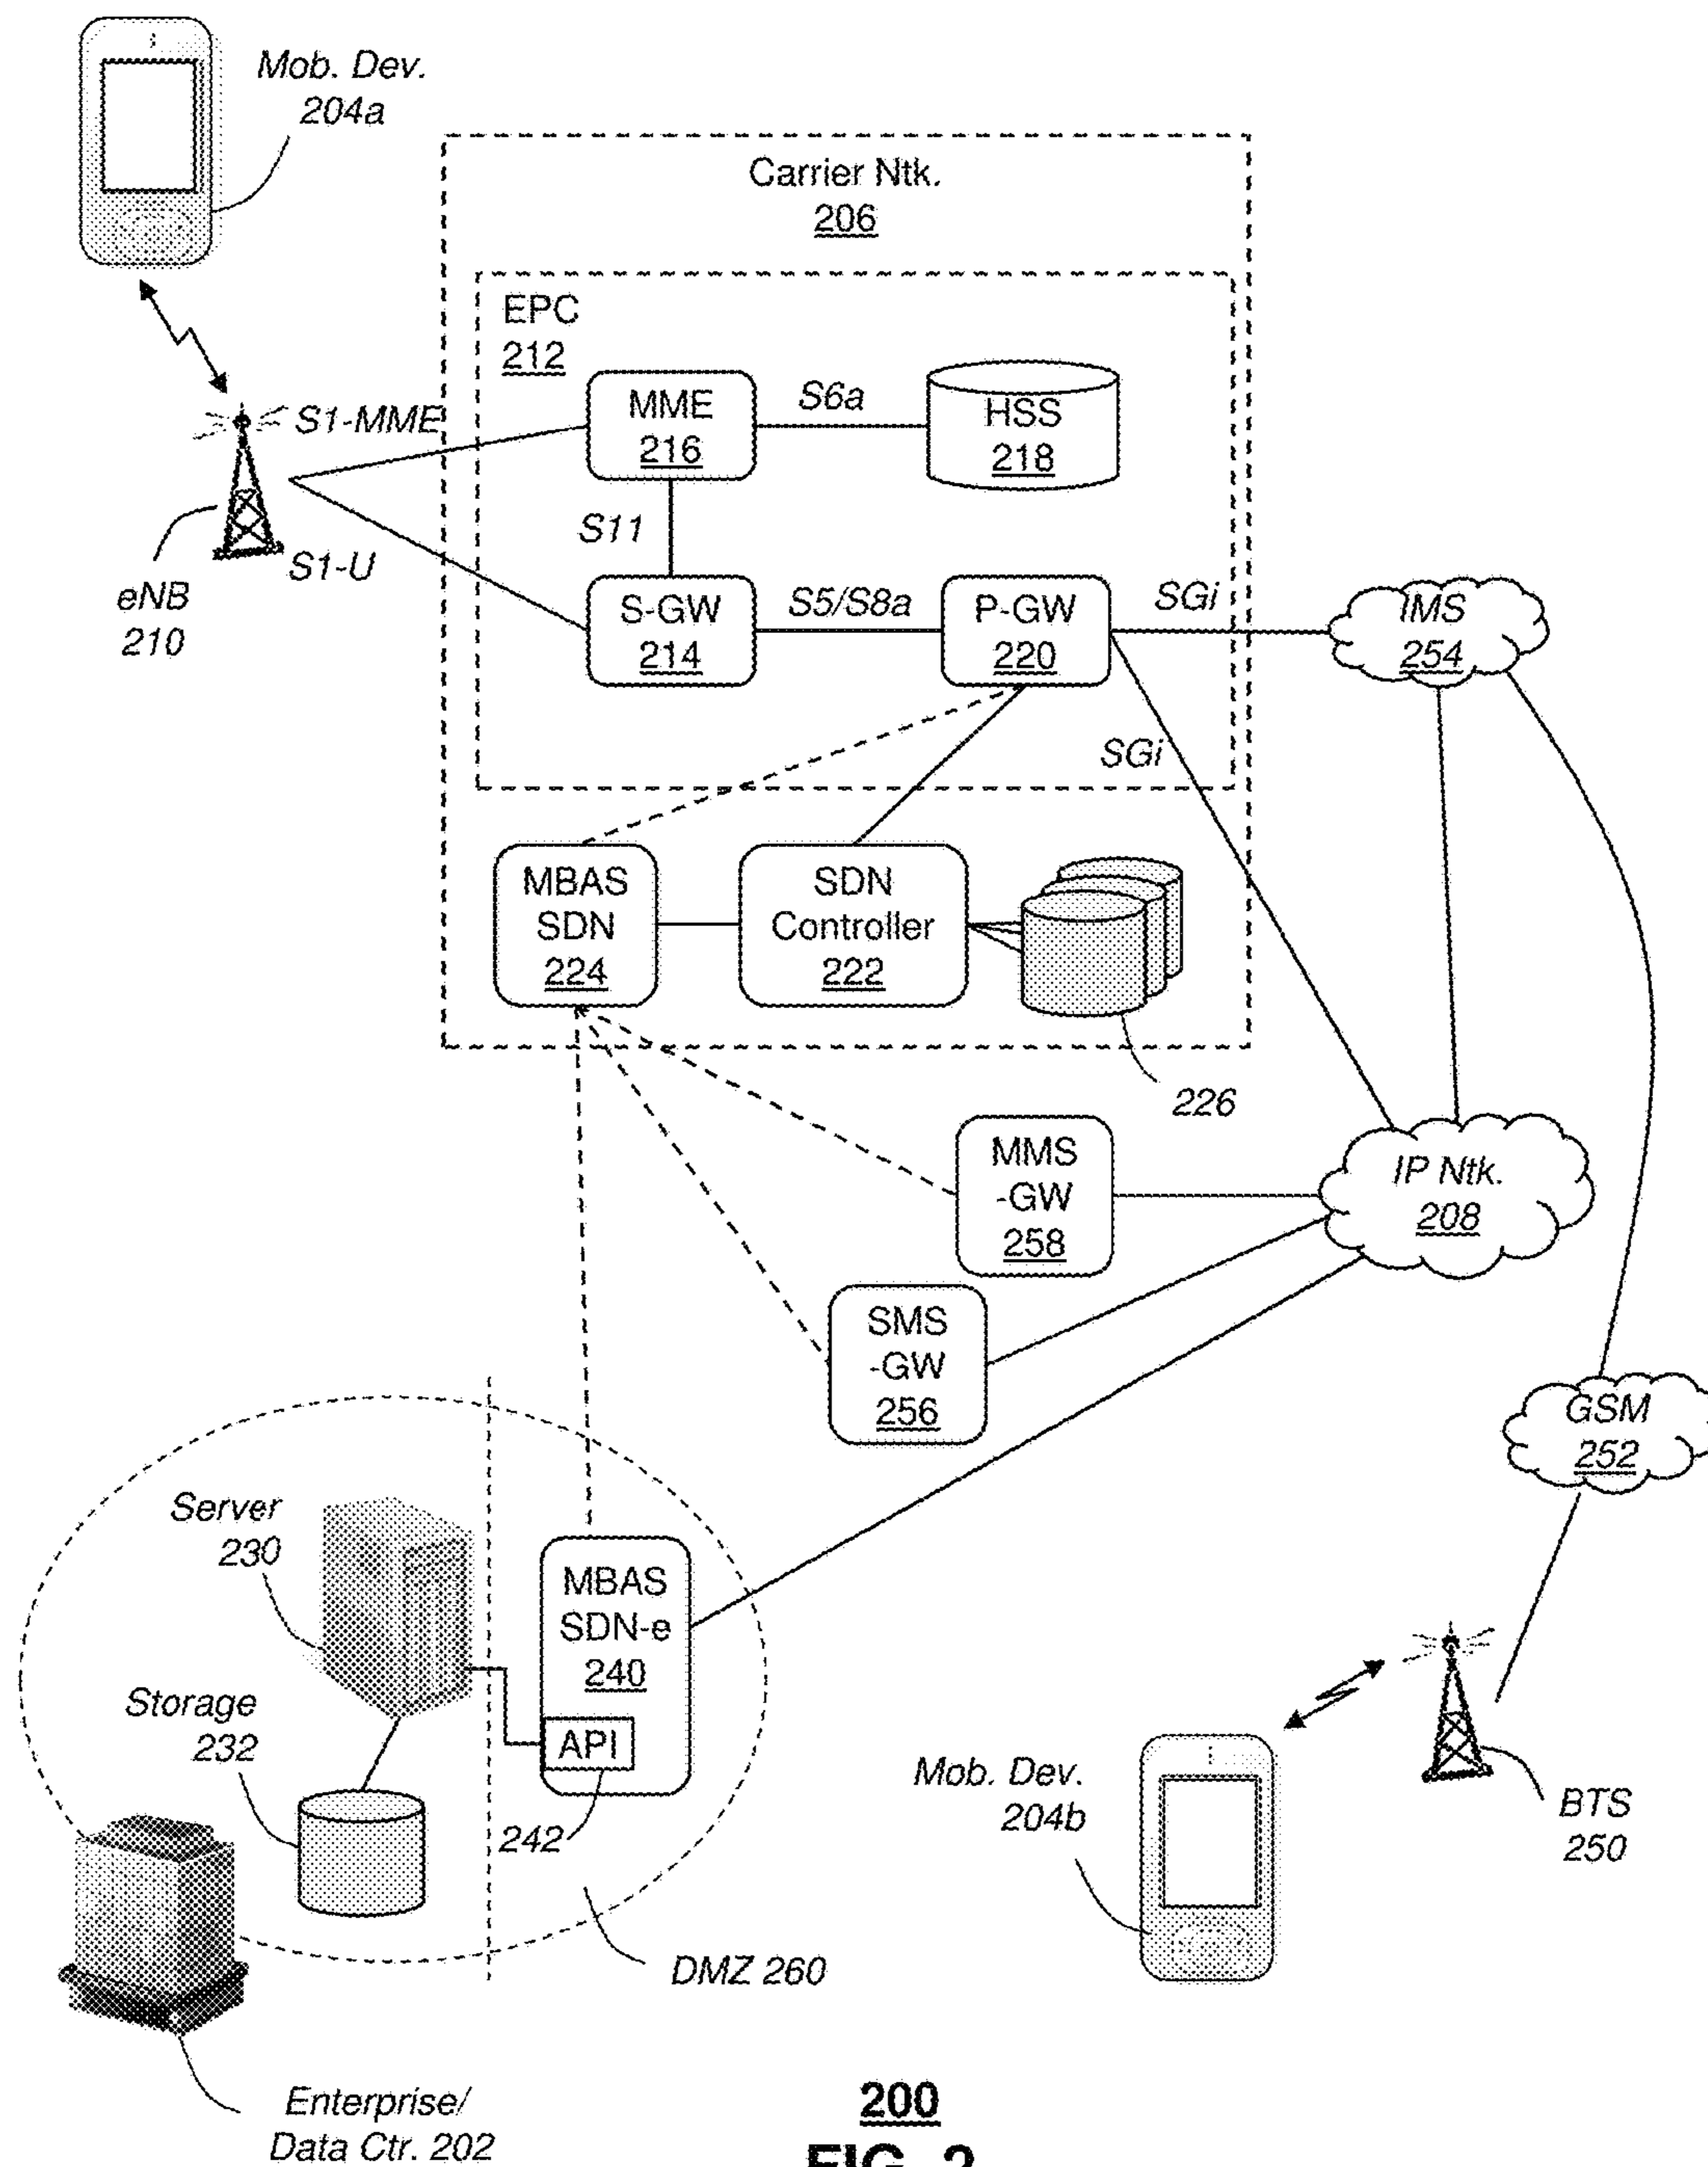 Mob. Dev.
204a
Carrier Ntk.
206
EPC
212
MME
216
S6a
HSS
218
S1-MME
S11
S1-U
eNB
210
S-GW
214
S5/S8a
P-GW
220
SGi
IMS
254
SGi
MBAS
SDN
224
SDN
Controller
222
226
MMS
-GW
258
IP Ntk.
208
SMS
-GW
256
GSM
252
Server
230
MBAS
SDN-e
240
API
Storage
232
242
Mob. Dev.
204b
BTS
250
DMZ 260
Enterprise/
Data Ctr. 202
200
FIG. 2